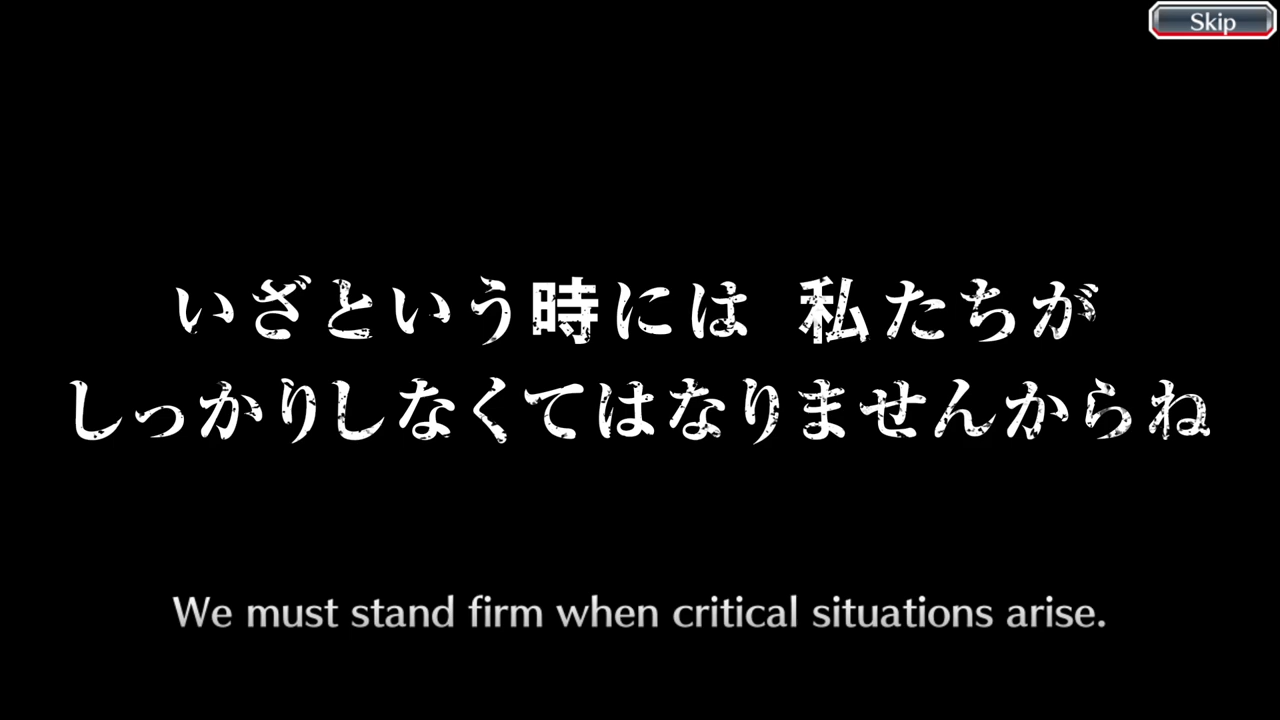 Skip
いざという時には 私たちが
しっかりしなくてはなりませんからね
We must stand firm when critical situations arise.